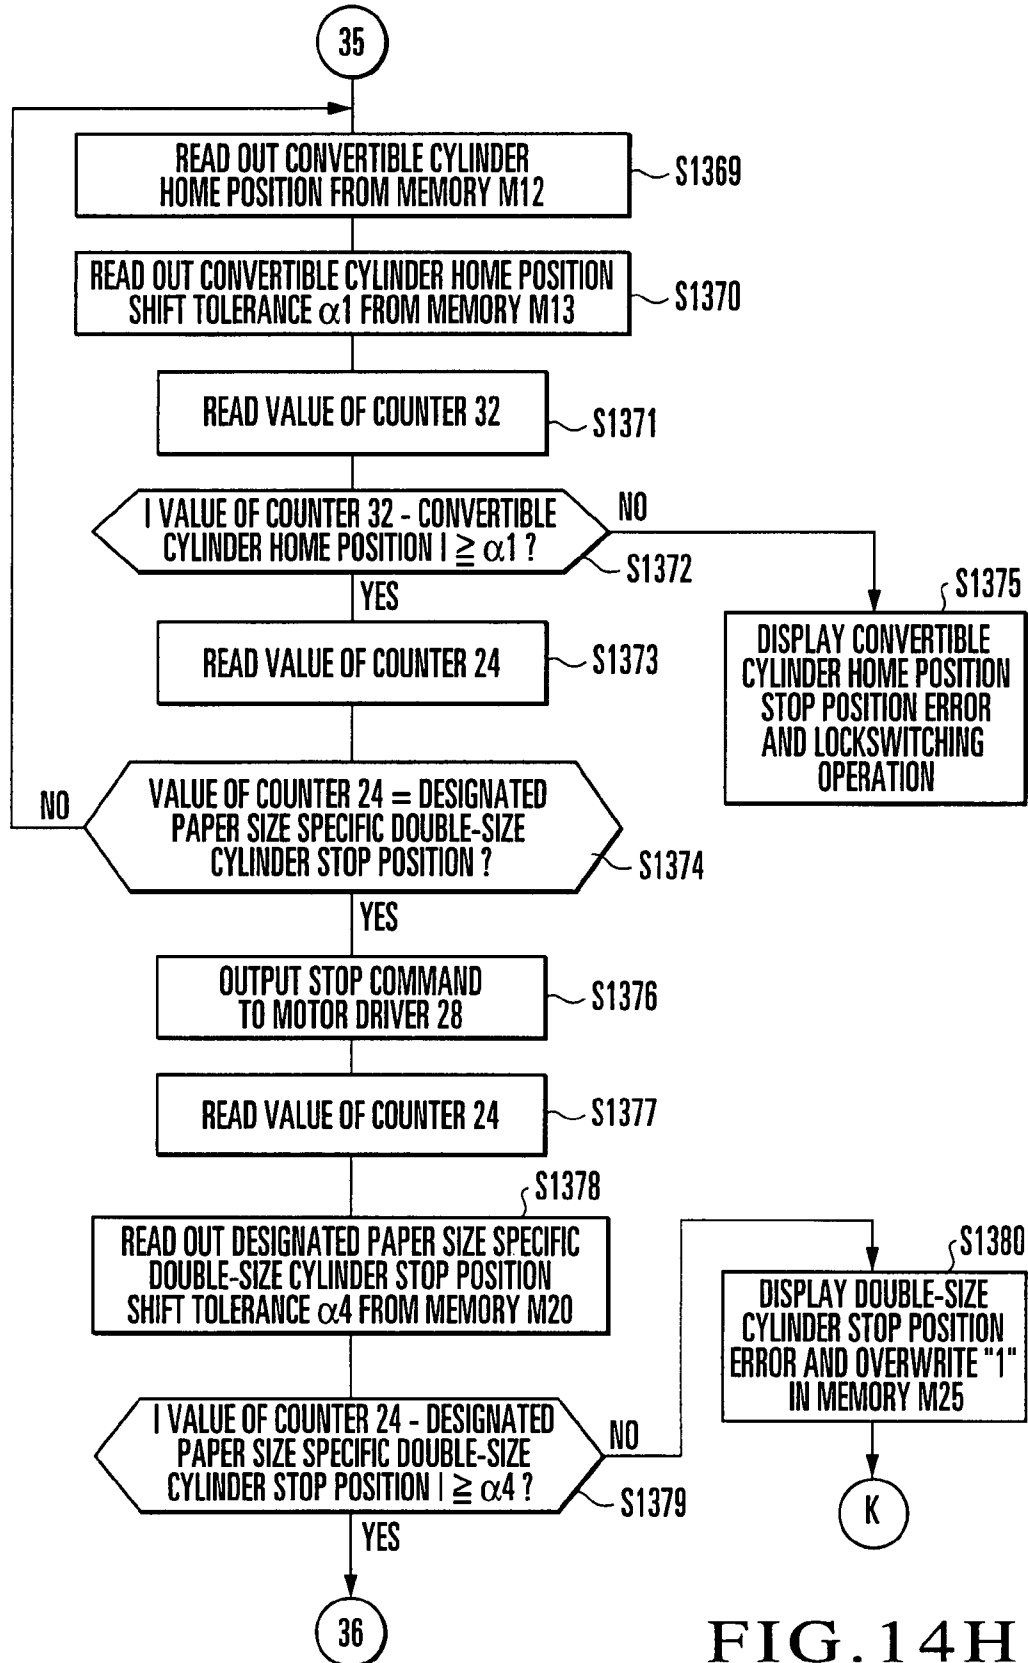 35
READ OUT CONVERTIBLE CYLINDER
HOME POSITION FROM MEMORY M12
S1369
READ OUT CONVERTIBLE CYLINDER HOME POSITION
SHIFT TOLERANCE α1 FROM MEMORY M13
S1370
READ VALUE OF COUNTER 32
S1371
| VALUE OF COUNTER 32 - CONVERTIBLE
CYLINDER HOME POSITION | ≧ α1 ?
NO
S1372
YES
S1375
DISPLAY CONVERTIBLE
CYLINDER HOME POSITION
STOP POSITION ERROR
AND LOCKSWITCHING
OPERATION
READ VALUE OF COUNTER 24
S1373
NO
VALUE OF COUNTER 24 = DESIGNATED
PAPER SIZE SPECIFIC DOUBLE-SIZE
CYLINDER STOP POSITION ?
S1374
YES
OUTPUT STOP COMMAND
TO MOTOR DRIVER 28
S1376
READ VALUE OF COUNTER 24
S1377
S1378
READ OUT DESIGNATED PAPER SIZE SPECIFIC
DOUBLE-SIZE CYLINDER STOP POSITION
SHIFT TOLERANCE α4 FROM MEMORY M20
S1380
DISPLAY DOUBLE-SIZE
CYLINDER STOP POSITION
ERROR AND OVERWRITE "1"
IN MEMORY M25
| VALUE OF COUNTER 24 - DESIGNATED
PAPER SIZE SPECIFIC DOUBLE-SIZE
CYLINDER STOP POSITION | ≧ α4 ?
NO
S1379
K
YES
36
FIG.14H